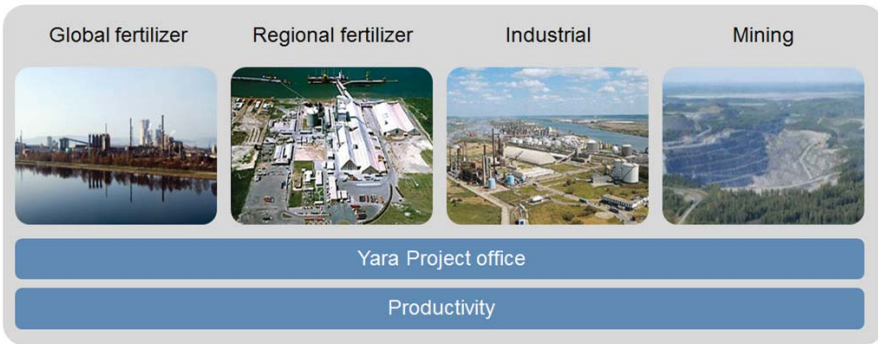 Global fertilizer
Regional fertilizer
Industrial
Mining
Yara Project office
Productivity